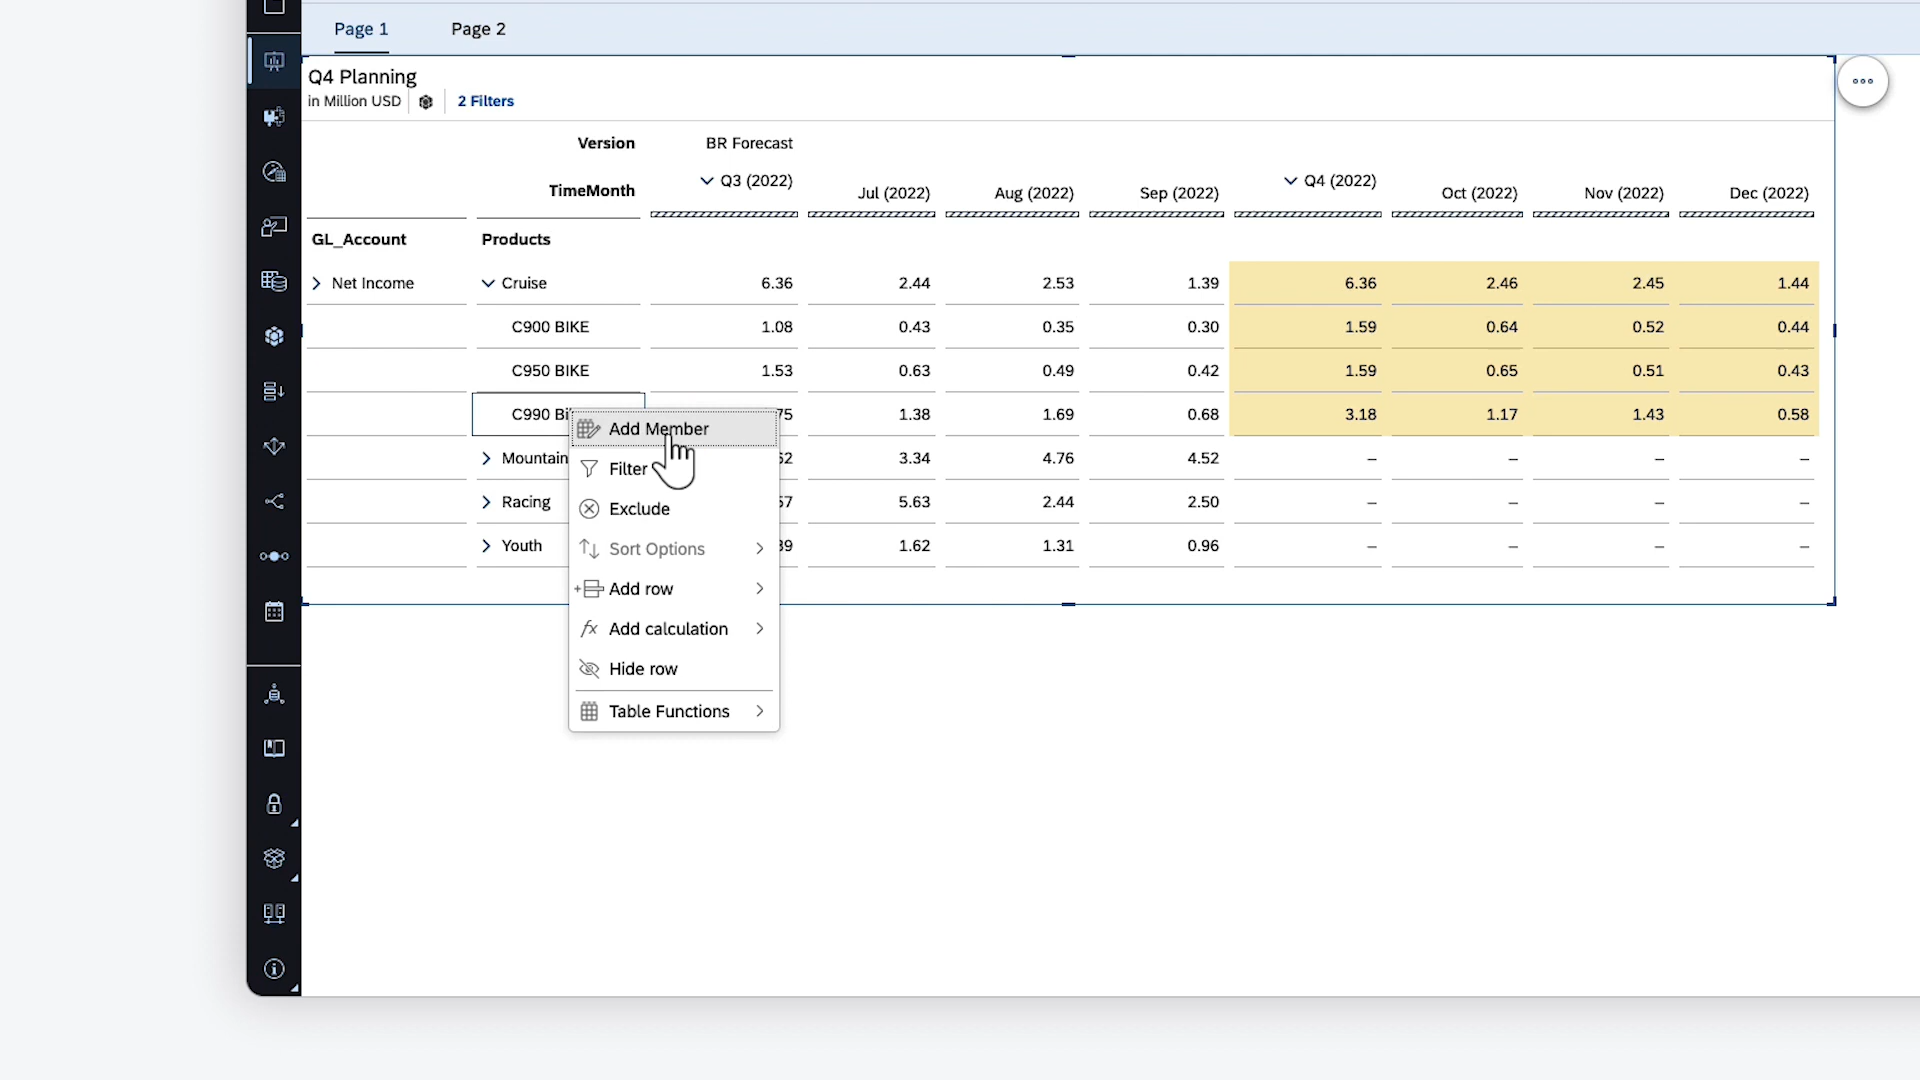 Page 1 Page 2
Q4 Planning
in Million USD 2 Filters
Version BR Forecast
TimeMonth Q3 (2022) Jul (2022) Aug (2022) Sep (2022) Q4 (2022) Oct (2022) Nov (2022) Dec (2022)
GL_Account Products
Net Income Cruise 6.36 2.44 2.53 1.39 6.36 2.46 2.45 1.44
C900 BIKE 1.08 0.43 0.35 0.30 1.59 0.64 0.52 0.44
C950 BIKE 1.53 0.63 0.49 0.42 1.59 0.65 0.51 0.43
C990 Bi 75 1.38 1.69 0.68 3.18 1.17 1.43 0.58
Mountain 52 3.34 4.76 4.52 – – – –
Racing 57 5.63 2.44 2.50 – – – –
Youth 39 1.62 1.31 0.96 – – – –
Add Member
Filter
Exclude
Sort Options
Add row
Add calculation
Hide row
Table Functions